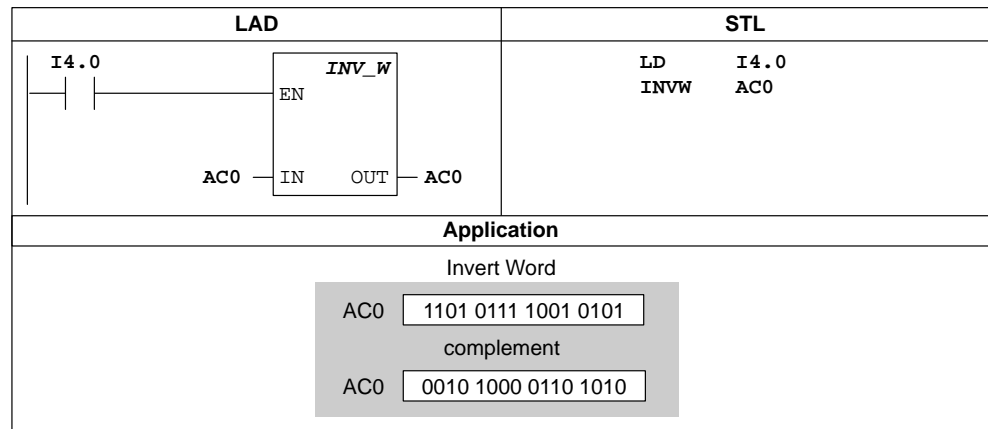 LAD
STL
I4.0
INV_W
EN
AC0
IN
OUT
AC0
LD I4.0
INVW AC0
Application
Invert Word
AC0 1101 0111 1001 0101
complement
AC0 0010 1000 0110 1010